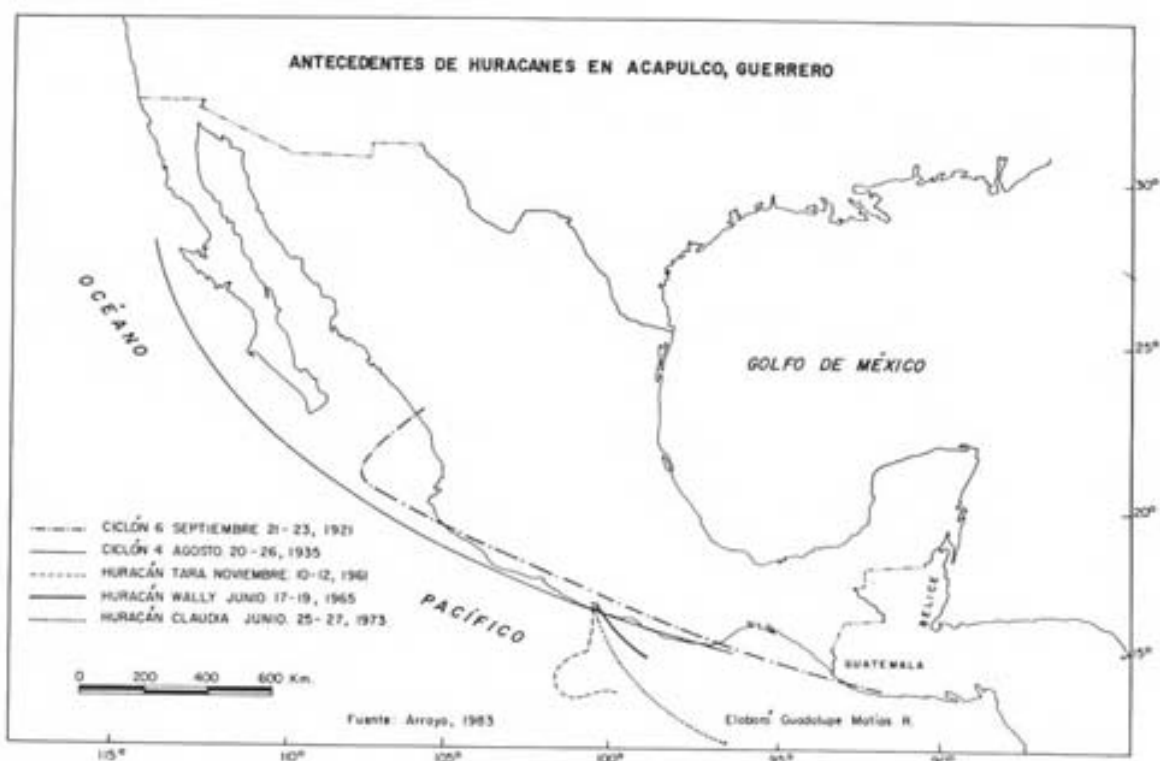 ANTECEDENTES DE HURACANES EN ACAPULCO, GUERRERO
30°
OCÉANO
25°
GOLFO DE MÉXICO
20°
CICLÓN 6 SEPTIEMBRE 21-23, 1921
CICLÓN 4 AGOSTO 20-26, 1935
HURACÁN TARA NOVIEMBRE 10-12, 1961
HURACÁN WALLY JUNIO 17-19, 1965
HURACÁN CLAUDIA JUNIO 25-27, 1973
PACÍFICO
BELICE
15°
GUATEMALA
0 200 400 600 Km.
Fuente: Arroyo, 1983
Elaboró Guadalupe Matías R.
115° 110° 100° 95° 90°